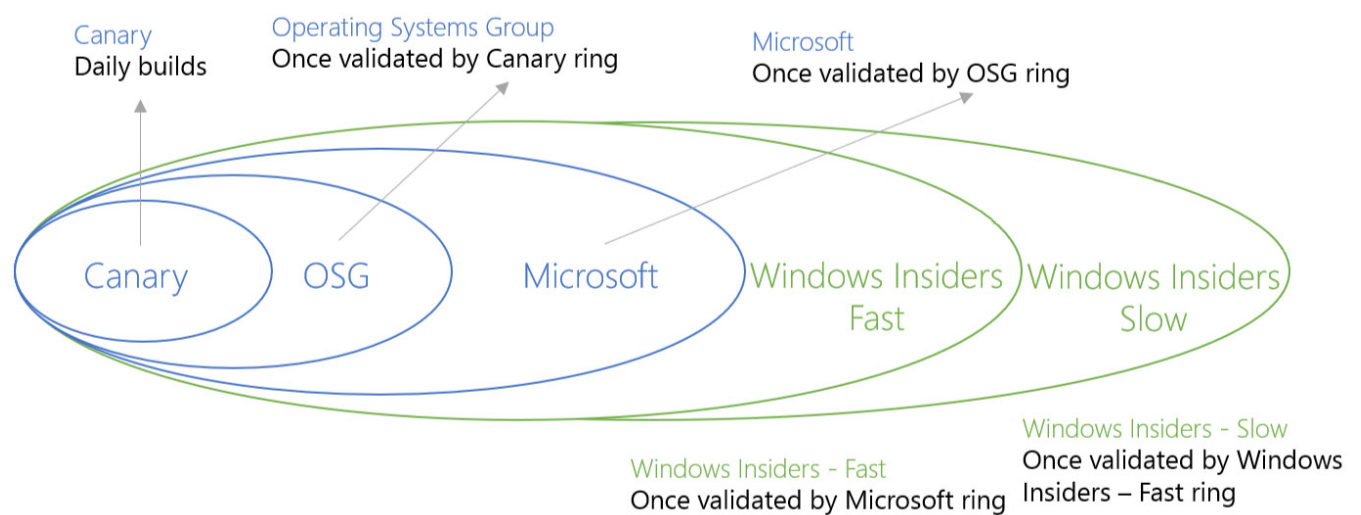 Canary
Daily builds
Operating Systems Group
Once validated by Canary ring
Microsoft
Once validated by OSG ring
Canary
OSG
Microsoft
Windows Insiders
Fast
Windows Insiders
Slow
Windows Insiders - Fast
Once validated by Microsoft ring
Windows Insiders - Slow
Once validated by Windows
Insiders – Fast ring